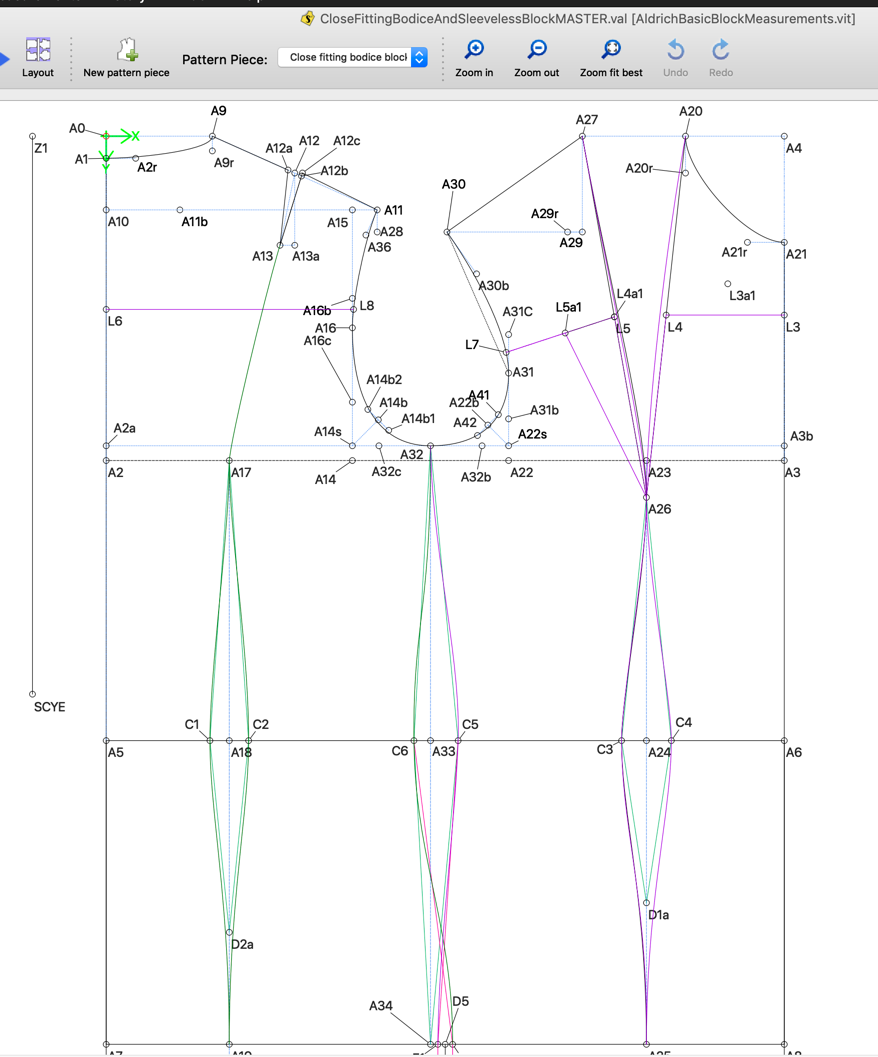 CloseFittingBodiceAndSleevelessBlockMASTER.val [AldrichBasicBlockMeasurements.vit]
Layout
New pattern piece
Pattern Piece:
Close fitting bodice block
Zoom in
Zoom out
Zoom fit best
Undo
Redo
A9 A27 A20
A0 X
Z1 A12a A12 A12c A4
A1 A2r A9r A12b A20r
A30
A10 A11b A15 A11 A29r
A28 A29
A36 A21r A21
A13 A13a
A30b
L3a1
L4a1
A16b L8 L5a1
L6 A31C
A16 L5 L4 L3
A16c
L7
A31
A14b2
A14b A41
A22b A31b
A14b1 A42
A2a A14s A22s A3b
A32
A2 A17 A14 A32c A32b A22 A23 A3
A26
SCYE
C1 C2 C5 C4
A5 A18 C6 A33 C3 A24 A6
D1a
D2a
A34 D5
A7 A19 A25 A8